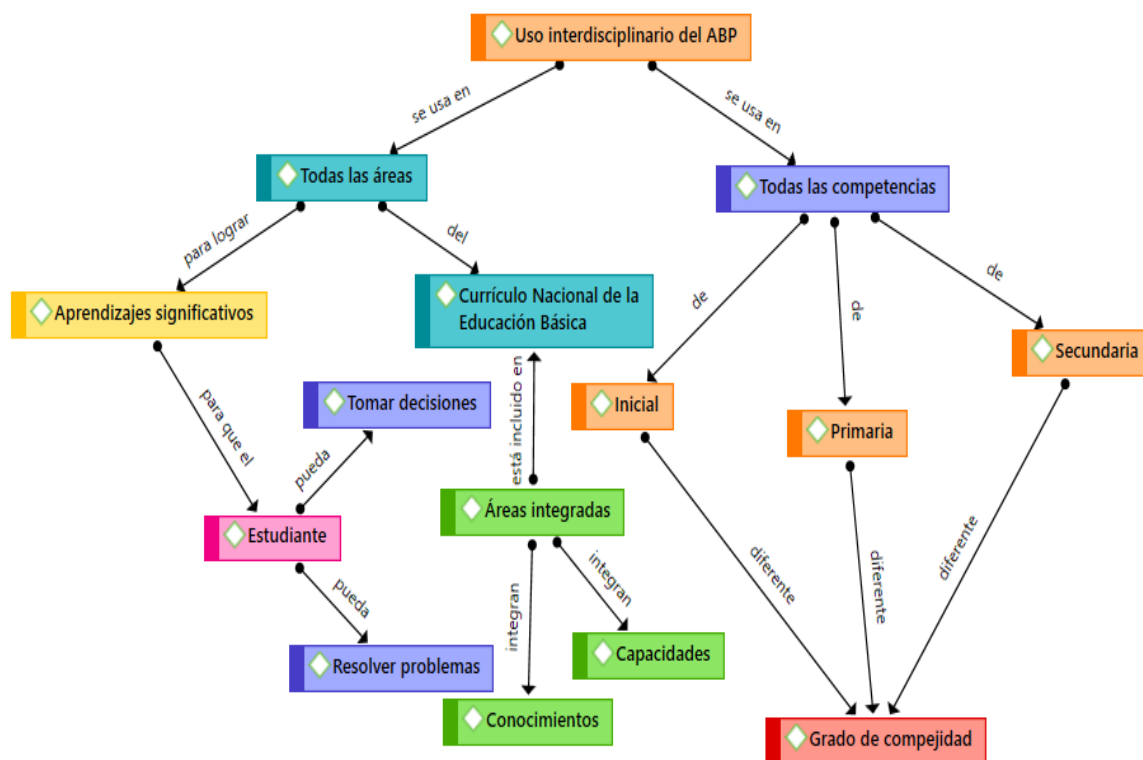 Uso interdisciplinario del ABP
se usa en
se usa en
Todas las áreas
Todas las competencias
para lograr
del
de
de
de
Aprendizajes significativos
Currículo Nacional de la
Educación Básica
Secundaria
para que el
Tomar decisiones
está incluido en
Inicial
Primaria
pueda
Estudiante
Áreas integradas
pueda
integran
integran
diferente
diferente
diferente
Resolver problemas
Capacidades
Conocimientos
Grado de compejidad